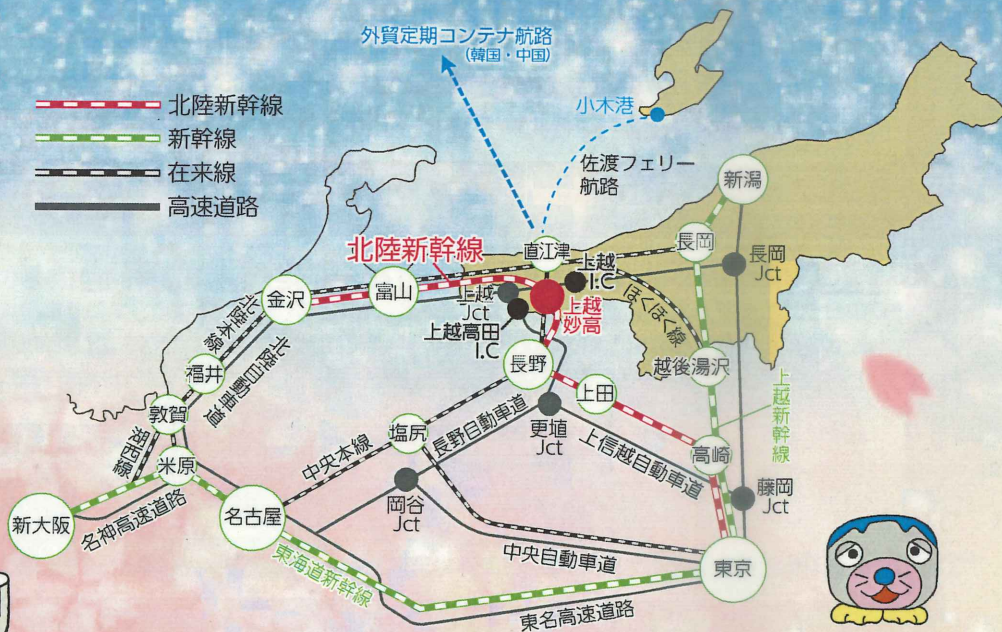 外貿定期コンテナ航路
(韓国・中国)
北陸新幹線
新幹線
在来線
高速道路
小木港
佐渡フェリー
航路
新潟
長岡
長岡
Jct
直江津
北陸新幹線
上越
I.C
上越
Jct
上越
妙高
上越高田
I.C
ほくほく線
富山
金沢
北陸本線
北陸自動車道
福井
敦賀
湖西線
米原
新大阪
名神高速道路
名古屋
長野
上田
越後湯沢
上越新幹線
塩尻
中央本線
長野自動車道
更埴
Jct
上信越自動車道
高崎
藤岡
Jct
岡谷
Jct
中央自動車道
東海道新幹線
東名高速道路
東京